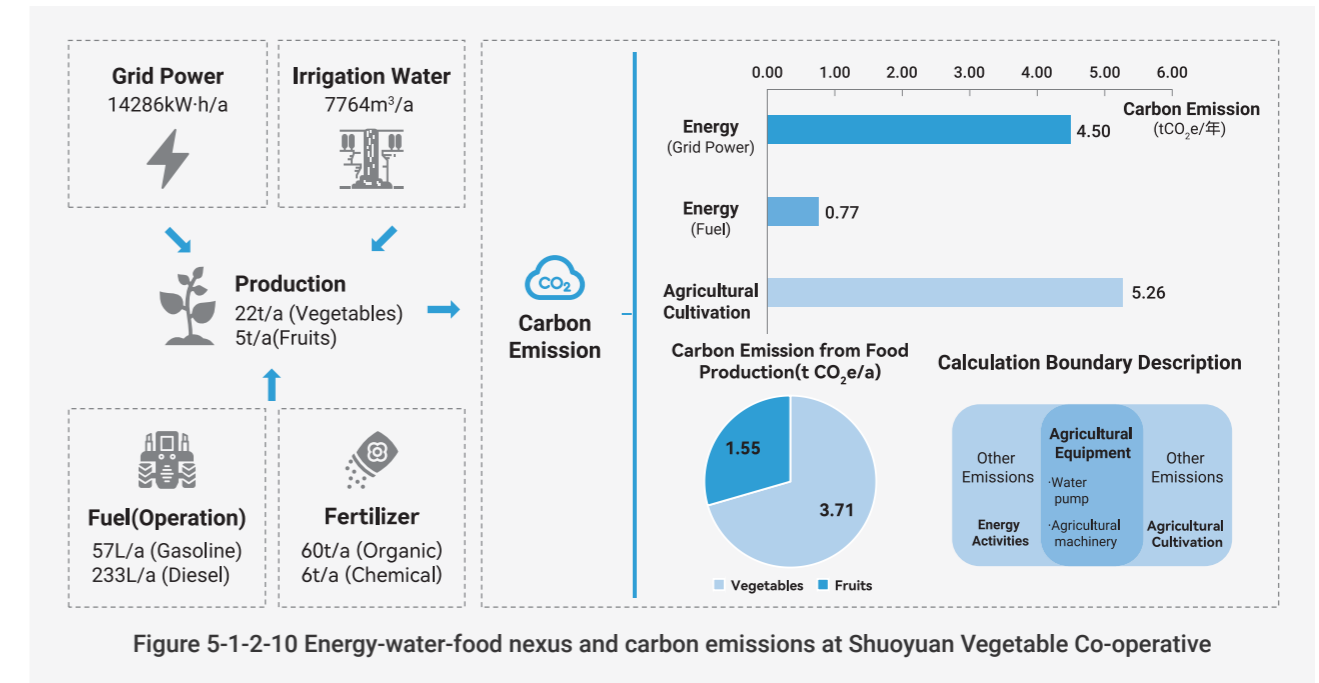 Grid Power
14286kW·h/a
Irrigation Water
7764m³/a
Production
22t/a (Vegetables)
5t/a(Fruits)
Fuel(Operation)
57L/a (Gasoline)
233L/a (Diesel)
Fertilizer
60t/a (Organic)
6t/a (Chemical)
CO₂
Carbon
Emission
0.00 1.00 2.00 3.00 4.00 5.00 6.00
Carbon Emission
(tCO₂e/年)
Energy
(Grid Power)
4.50
Energy
(Fuel)
0.77
Agricultural
Cultivation
5.26
Carbon Emission from Food
Production(t CO₂e/a)
1.55
3.71
Vegetables Fruits
Calculation Boundary Description
Other
Emissions
Energy
Activities
Agricultural
Equipment
·Water
pump
·Agricultural
machinery
Other
Emissions
Agricultural
Cultivation
Figure 5-1-2-10 Energy-water-food nexus and carbon emissions at Shuoyuan Vegetable Co-operative